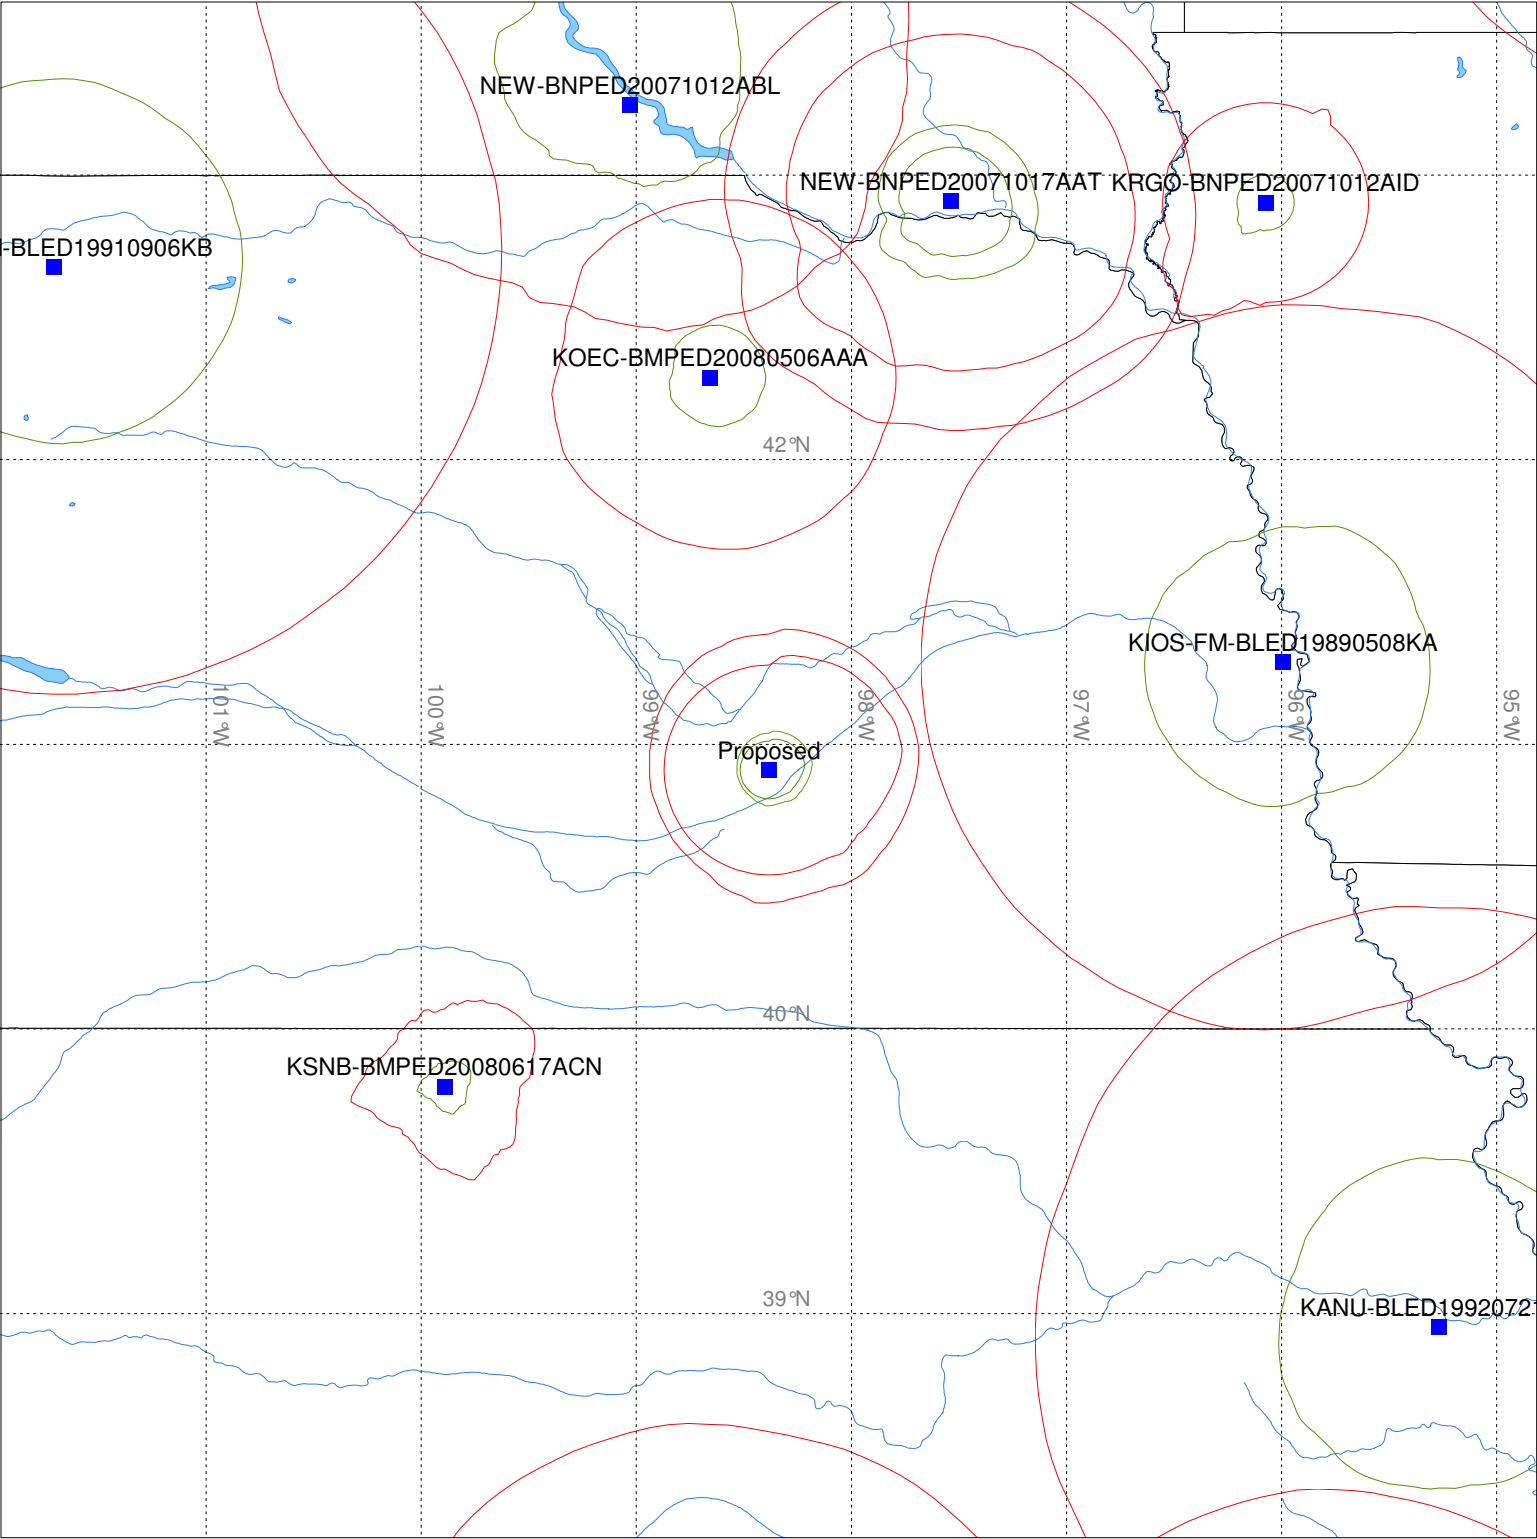 NEW-BNPED20071012ABL
NEW-BNPED20071017AAT
KRGO-BNPED20071012AID
-BLED19910906KB
KOEC-BMPED20080506AAA
42°N
KIOS-FM-BLED19890508KA
101°W
100°W
99°W
98°W
97°W
96°W
95°W
Proposed
40°N
KSNB-BMPED20080617ACN
39°N
KANU-BLED1992072